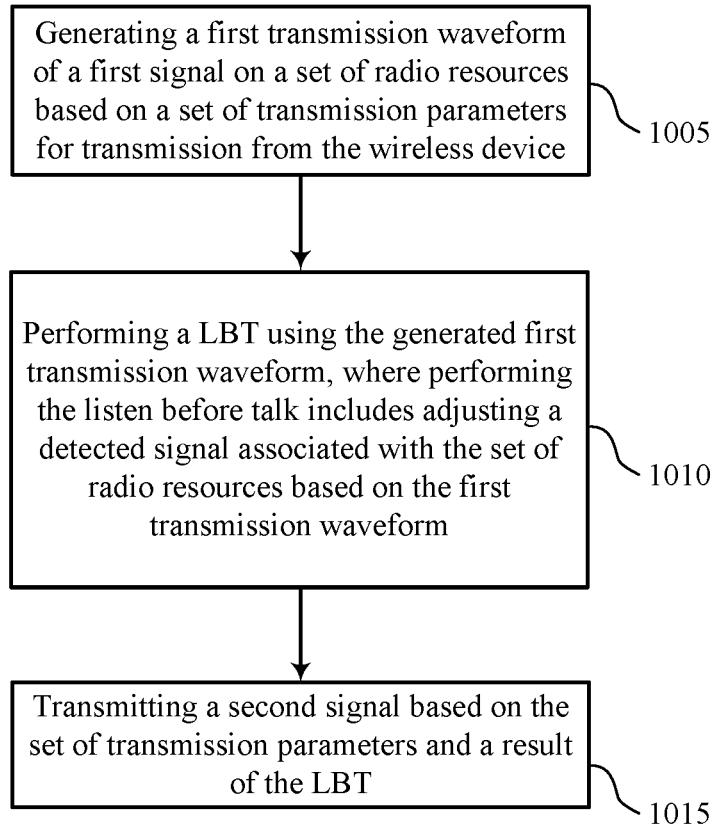 Generating a first transmission waveform
of a first signal on a set of radio resources
based on a set of transmission parameters
for transmission from the wireless device
1005
Performing a LBT using the generated first
transmission waveform, where performing
the listen before talk includes adjusting a
detected signal associated with the set of
radio resources based on the first
transmission waveform
1010
Transmitting a second signal based on the
set of transmission parameters and a result
of the LBT
1015